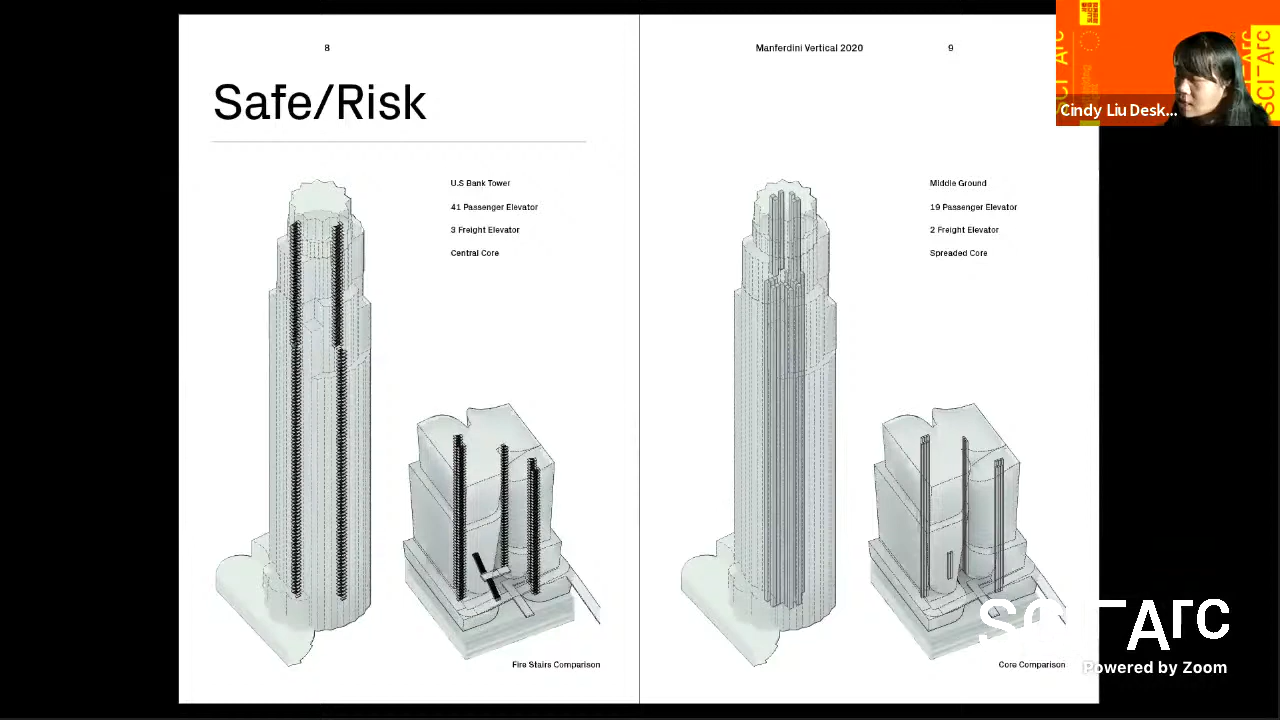 8
Manferdini Vertical 2020
9
Safe/Risk
U.S Bank Tower
41 Passenger Elevator
3 Freight Elevator
Central Core
Middle Ground
19 Passenger Elevator
2 Freight Elevator
Spreaded Core
Fire Stairs Comparison
Core Comparison
Cindy Liu Desk...
SCI-Arc
Powered by Zoom